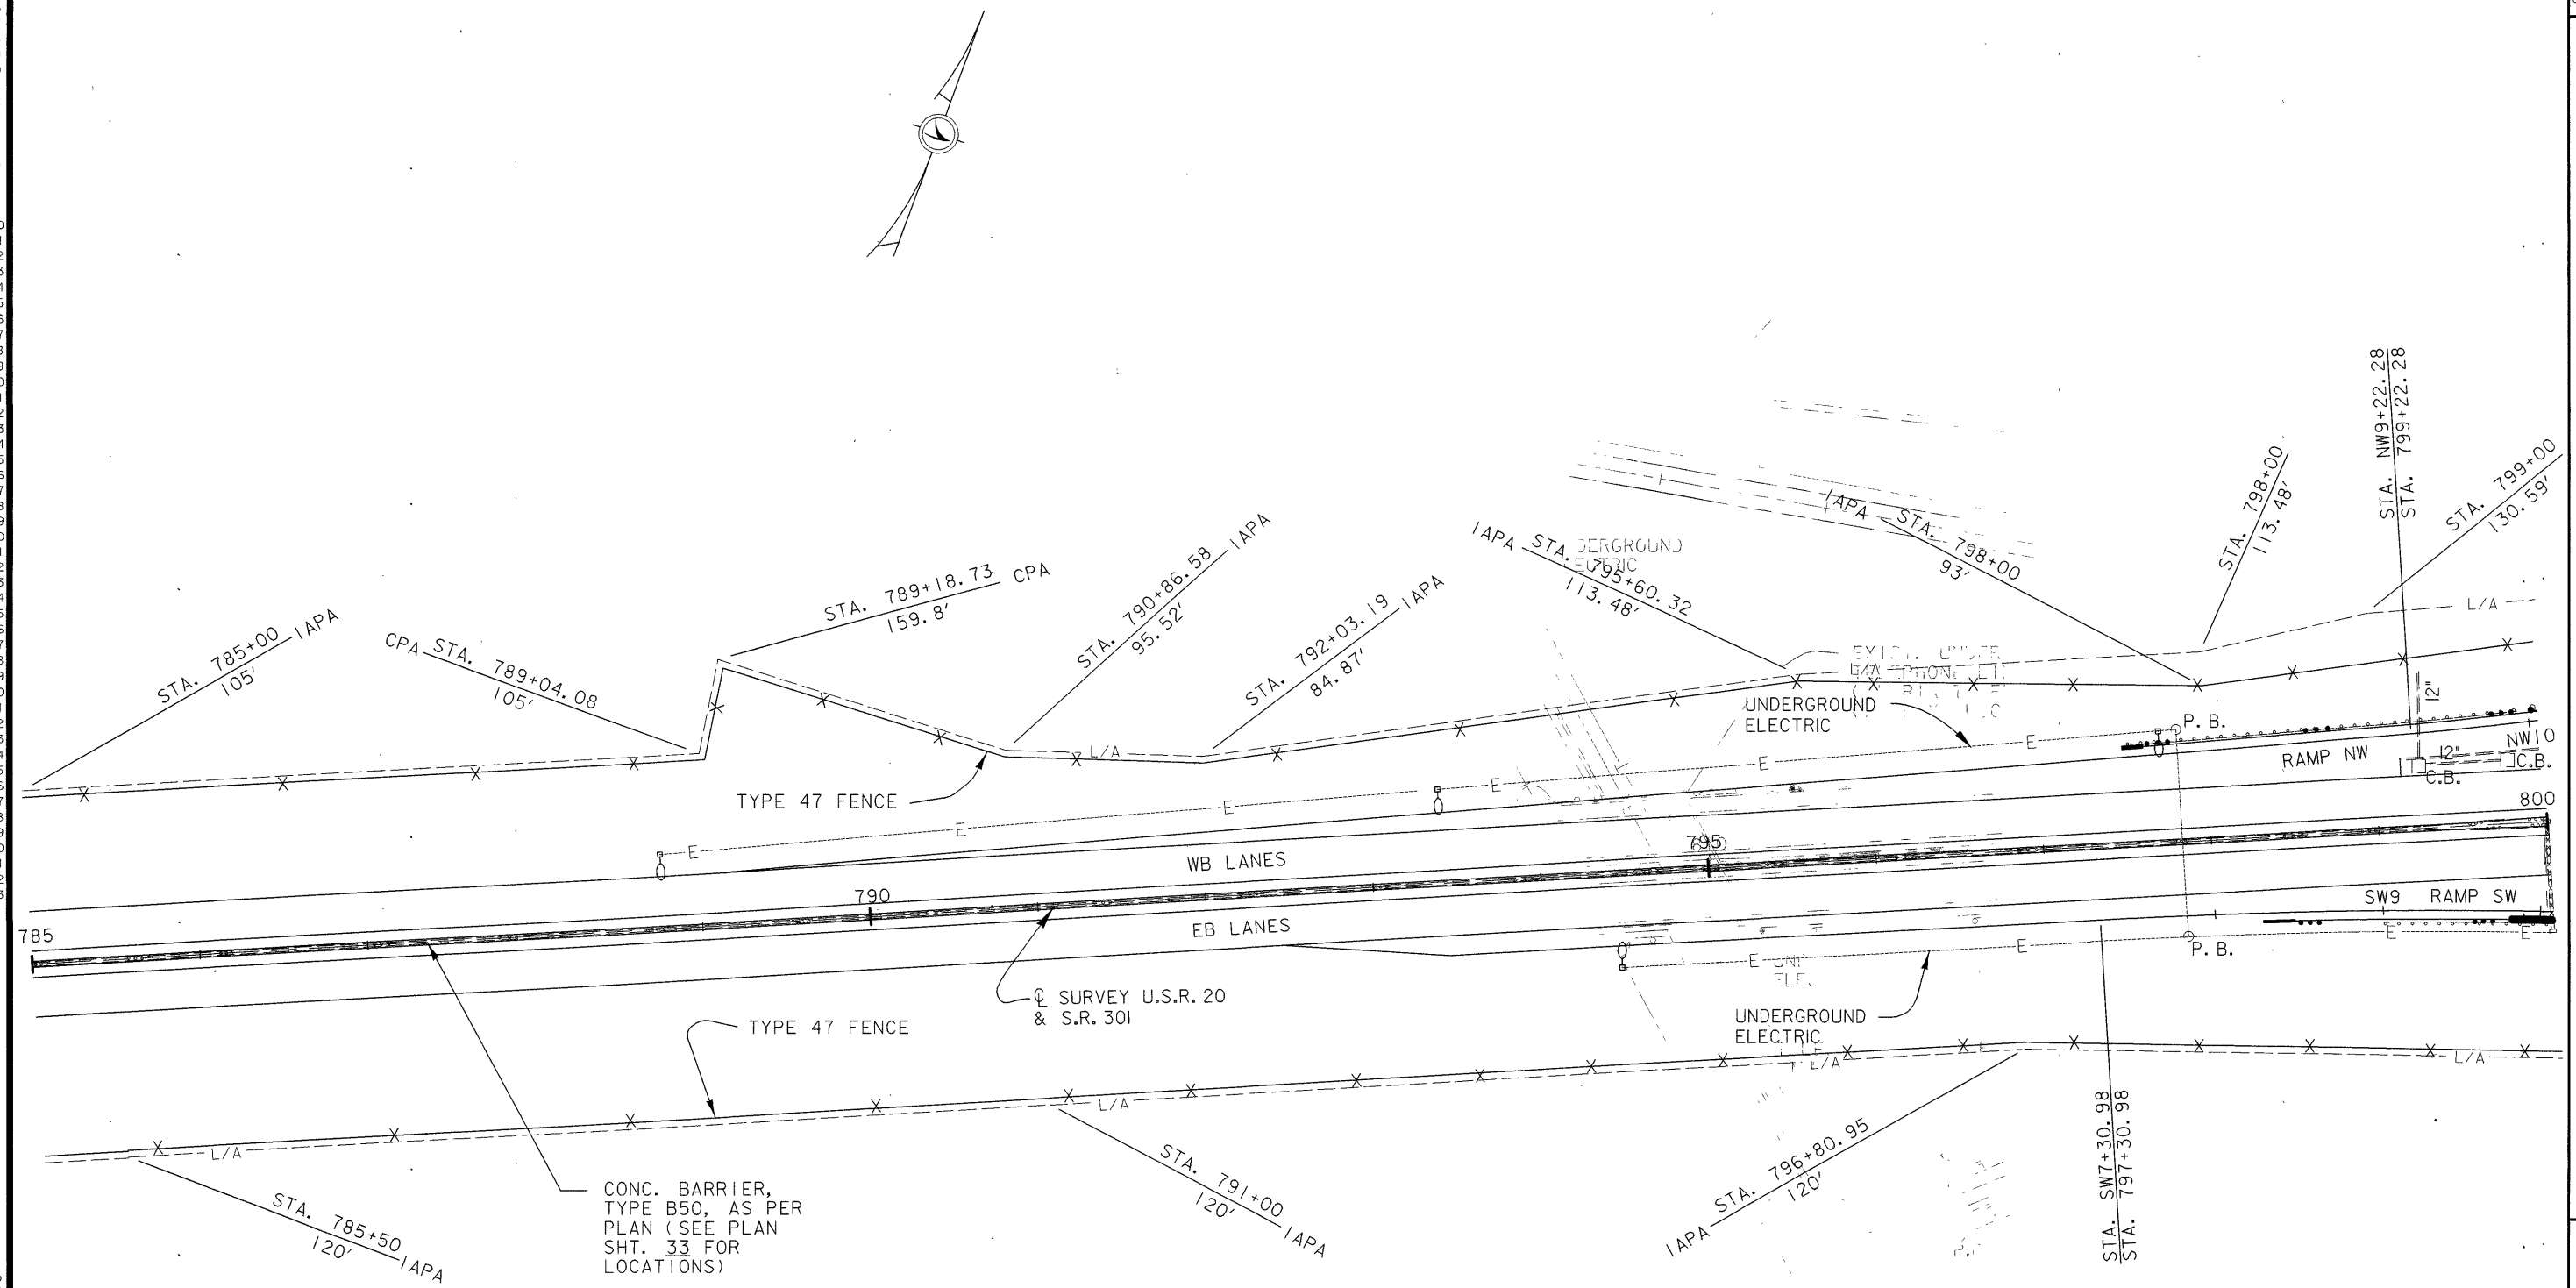 STA. NW9+22.28
STA. 799+22.28
STA. 798+00
113.48'
STA. 799+00
130.59'
IAPA STA. 798+00
93'
IAPA STA. 795+60.32
113.48'
STA. 790+86.58 IAPA
95.52'
STA. 789+18.73 CPA
159.8'
STA. 792+03.19 IAPA
84.87'
STA. 785+00 IAPA
105'
CPA STA. 789+04.08
105'
L/A
L/A
L/A
UNDERGROUND
ELECTRIC
P.B.
12"
NW10
RAMP NW
12"
C.B.
C.B.
TYPE 47 FENCE
E
E
E
E
E
E
800
WB LANES
795
790
785
EB LANES
SW9
RAMP SW
E
E
E
E
P.B.
℄ SURVEY U.S.R. 20
& S.R. 301
TYPE 47 FENCE
UNDERGROUND
ELECTRIC
L/A
L/A
L/A
L/A
STA. 785+50 IAPA
120'
CONC. BARRIER,
TYPE B50, AS PER
PLAN (SEE PLAN
SHT. 33 FOR
LOCATIONS)
STA. 791+00 IAPA
120'
IAPA STA. 796+80.95
120'
STA. SW7+30.98
STA. 797+30.98